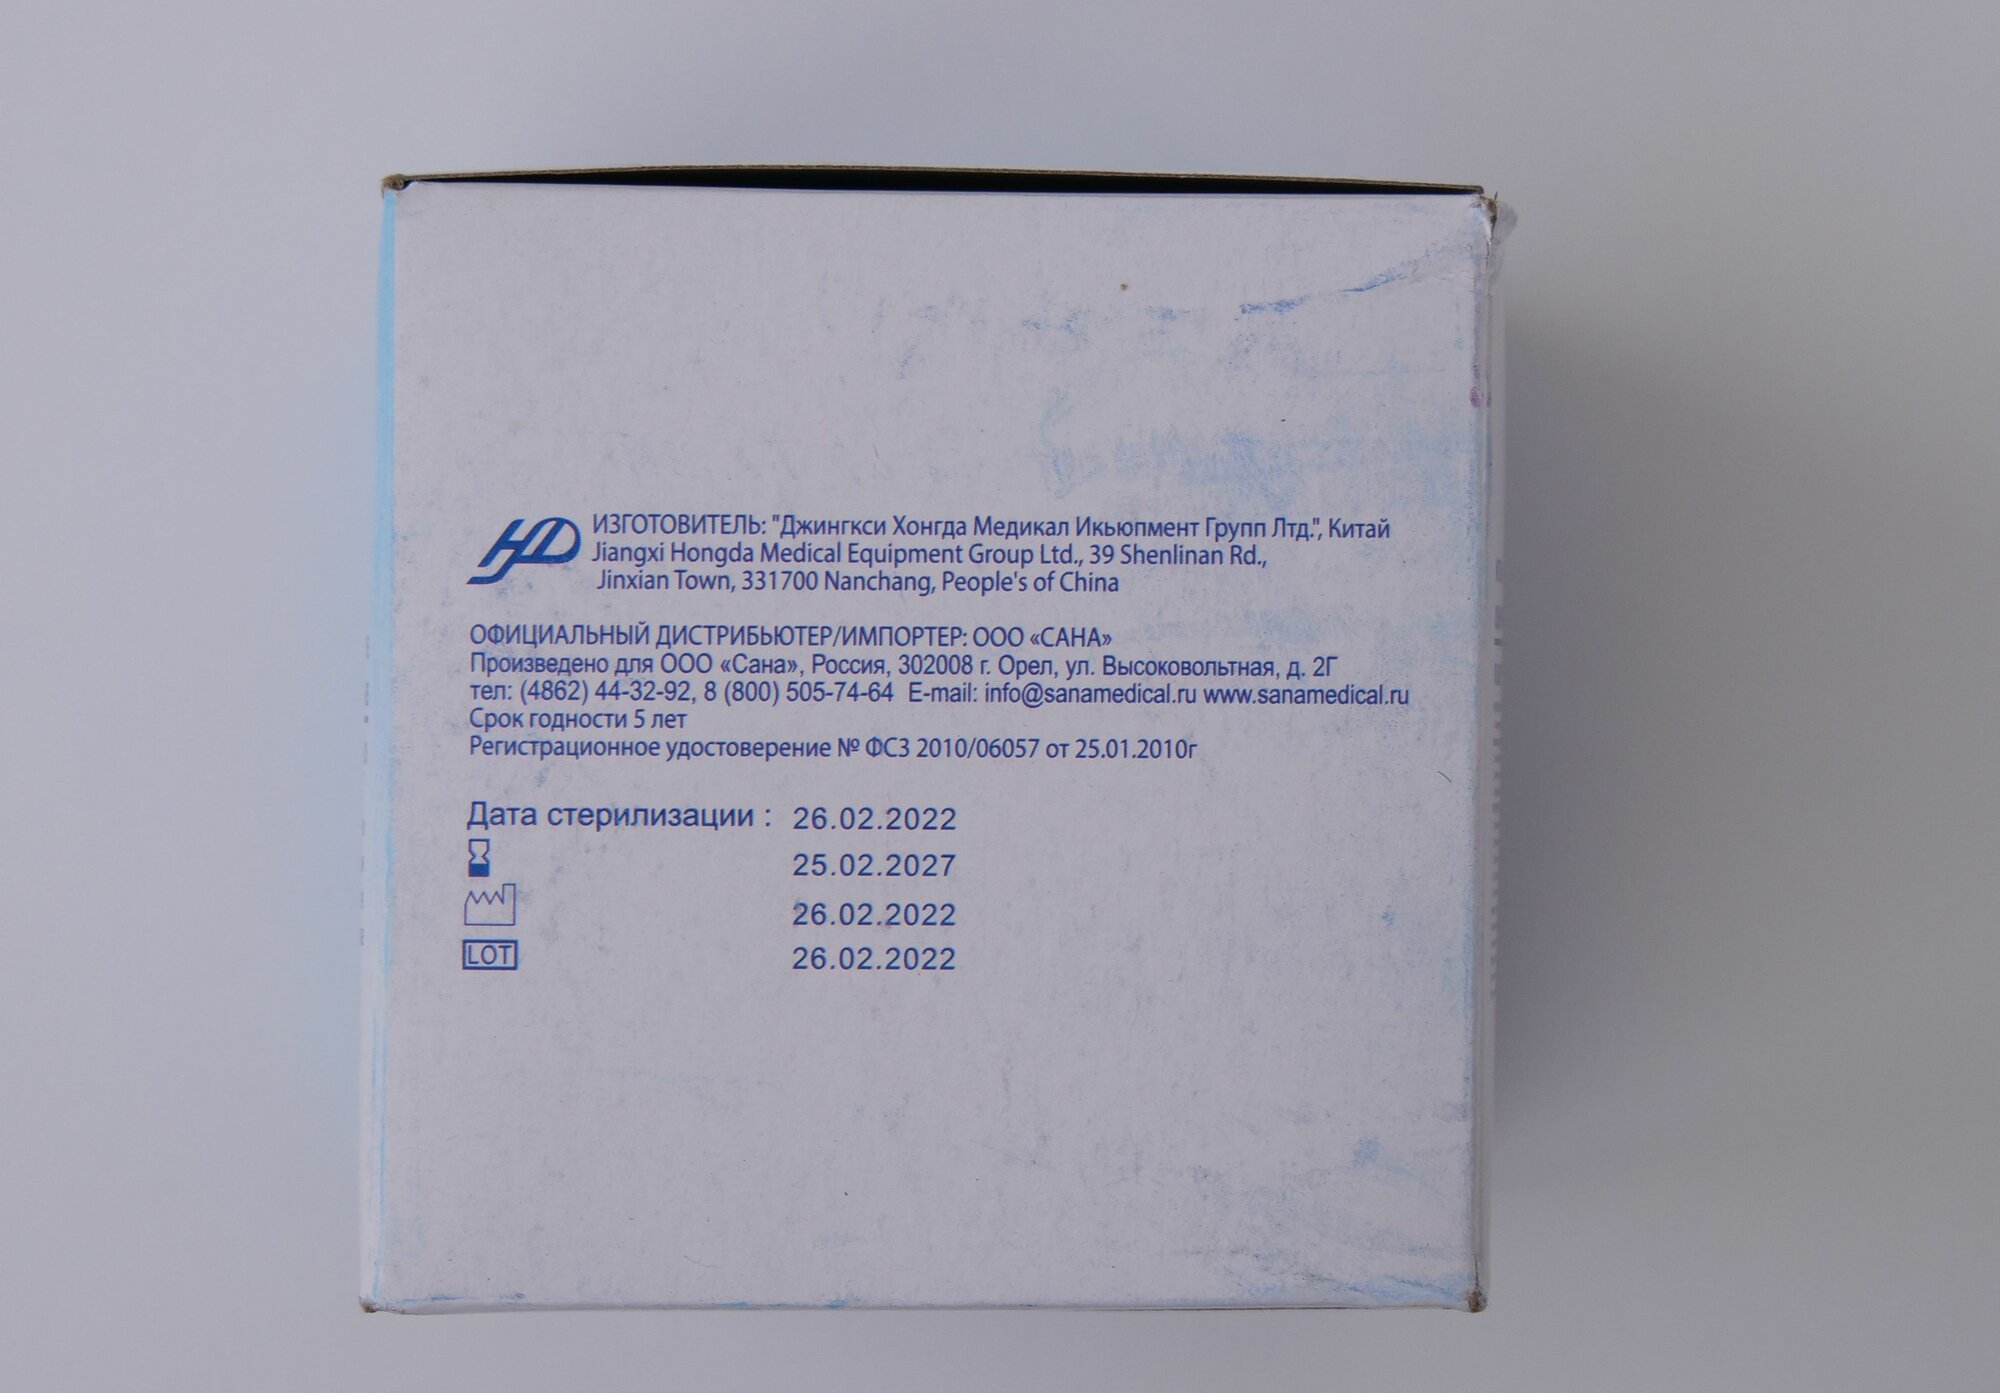 HD
ИЗГОТОВИТЕЛЬ: "Джингкси Хонгда Медикал Икьюпмент Групп Лтд.", Китай
Jiangxi Hongda Medical Equipment Group Ltd., 39 Shenlinan Rd.,
Jinxian Town, 331700 Nanchang, People's of China
ОФИЦИАЛЬНЫЙ ДИСТРИБЬЮТЕР/ИМПОРТЕР: ООО «САНА»
Произведено для ООО «Сана», Россия, 302008 г. Орел, ул. Высоковольтная, д. 2Г
тел: (4862) 44-32-92, 8 (800) 505-74-64 E-mail: info@sanamedical.ru www.sanamedical.ru
Срок годности 5 лет
Регистрационное удостоверение № ФСЗ 2010/06057 от 25.01.2010г
Дата стерилизации : 26.02.2022
25.02.2027
26.02.2022
LOT 26.02.2022